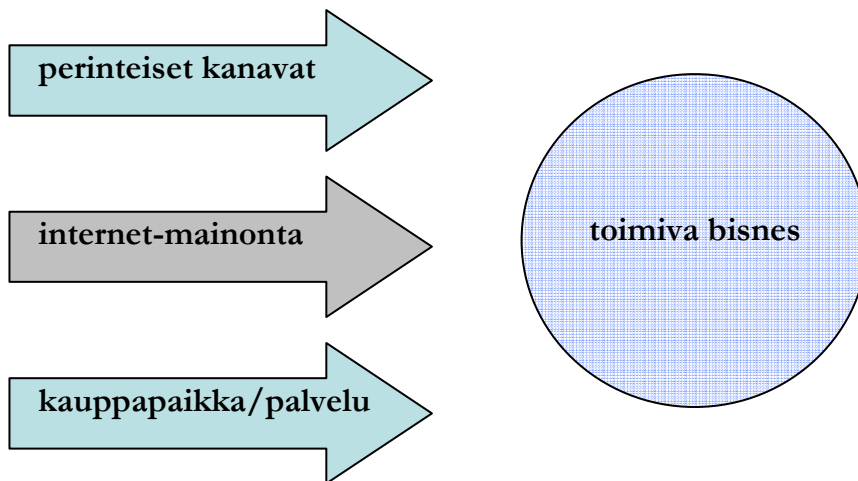 perinteiset kanavat
internet-mainonta
toimiva bisnes
kauppapaikka/palvelu